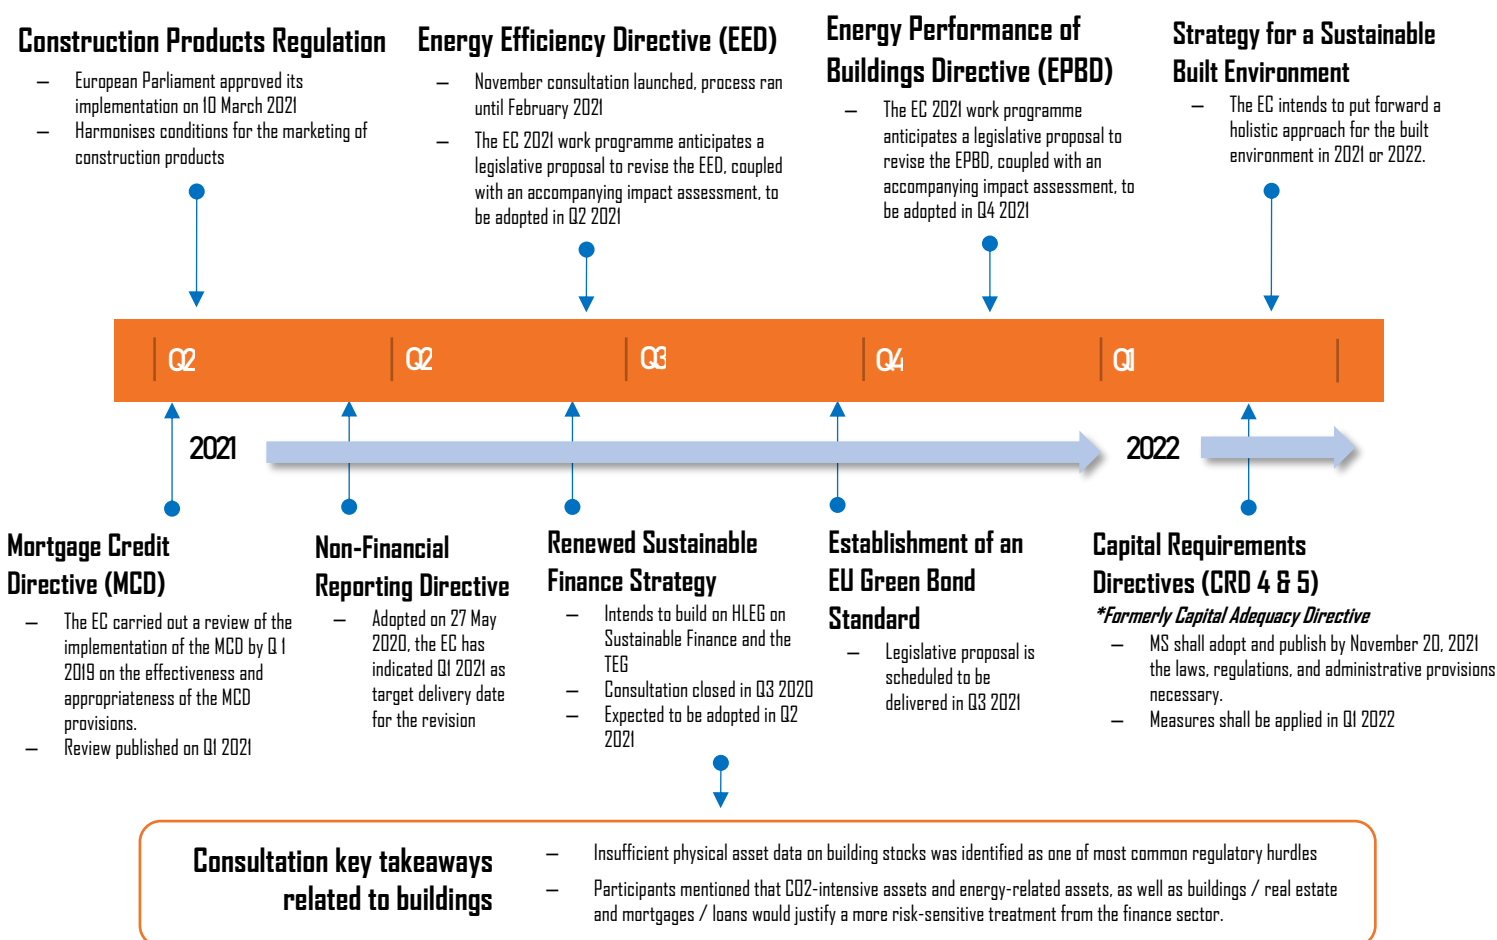 Construction Products Regulation
— European Parliament approved its
implementation on 10 March 2021
— Harmonises conditions for the marketing of
construction products
Energy Efficiency Directive (EED)
— November consultation launched, process ran
until February 2021
— The EC 2021 work programme anticipates a
legislative proposal to revise the EED, coupled
with an accompanying impact assessment, to
be adopted in Q2 2021
Energy Performance of
Buildings Directive (EPBD)
— The EC 2021 work programme
anticipates a legislative proposal to
revise the EPBD, coupled with an
accompanying impact assessment, to
be adopted in Q4 2021
Strategy for a Sustainable
Built Environment
— The EC intends to put forward a
holistic approach for the built
environment in 2021 or 2022.
Q2
Q2
Q3
Q4
Q1
2021
2022
Mortgage Credit
Directive (MCD)
— The EC carried out a review of the
implementation of the MCD by Q 1
2019 on the effectiveness and
appropriateness of the MCD
provisions.
— Review published on Q1 2021
Non-Financial
Reporting Directive
— Adopted on 27 May
2020, the EC has
indicated Q1 2021 as
target delivery date
for the revision
Renewed Sustainable
Finance Strategy
— Intends to build on HLEG on
Sustainable Finance and the
TEG
— Consultation closed in Q3 2020
— Expected to be adopted in Q2
2021
Establishment of an
EU Green Bond
Standard
— Legislative proposal is
scheduled to be
delivered in Q3 2021
Capital Requirements
Directives (CRD 4 & 5)
*Formerly Capital Adequacy Directive
— MS shall adopt and publish by November 20, 2021
the laws, regulations, and administrative provisions
necessary.
— Measures shall be applied in Q1 2022
Consultation key takeaways
related to buildings
— Insufficient physical asset data on building stocks was identified as one of most common regulatory hurdles
— Participants mentioned that CO2-intensive assets and energy-related assets, as well as buildings / real estate
and mortgages / loans would justify a more risk-sensitive treatment from the finance sector.